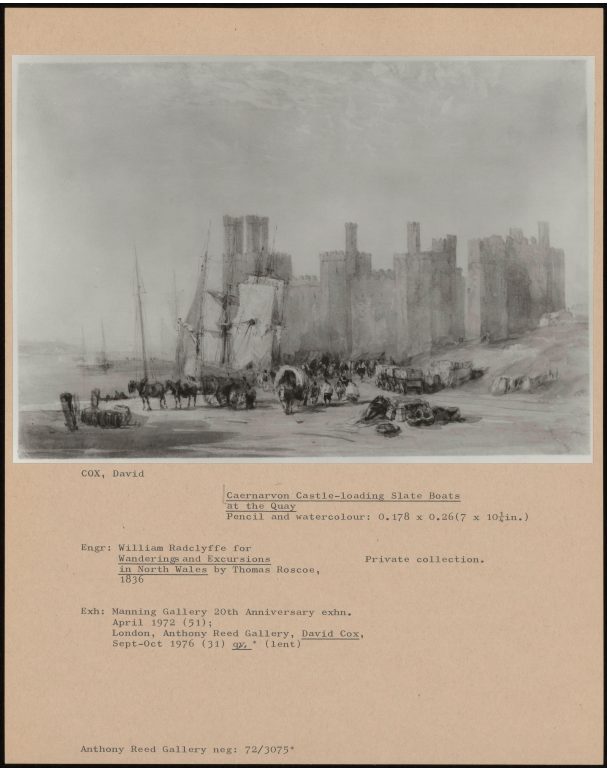 COX, David
Caernarvon Castle-loading Slate Boats
at the Quay
Pencil and watercolour: 0.178 x 0.26(7 x 10¼in.)
Engr: William Radclyffe for
Wanderings and Excursions
in North Wales by Thomas Roscoe,
1836
Private collection.
Exh: Manning Gallery 20th Anniversary exhn.
April 1972 (51);
London, Anthony Reed Gallery, David Cox,
Sept-Oct 1976 (31) qv,* (lent)
Anthony Reed Gallery neg: 72/3075*